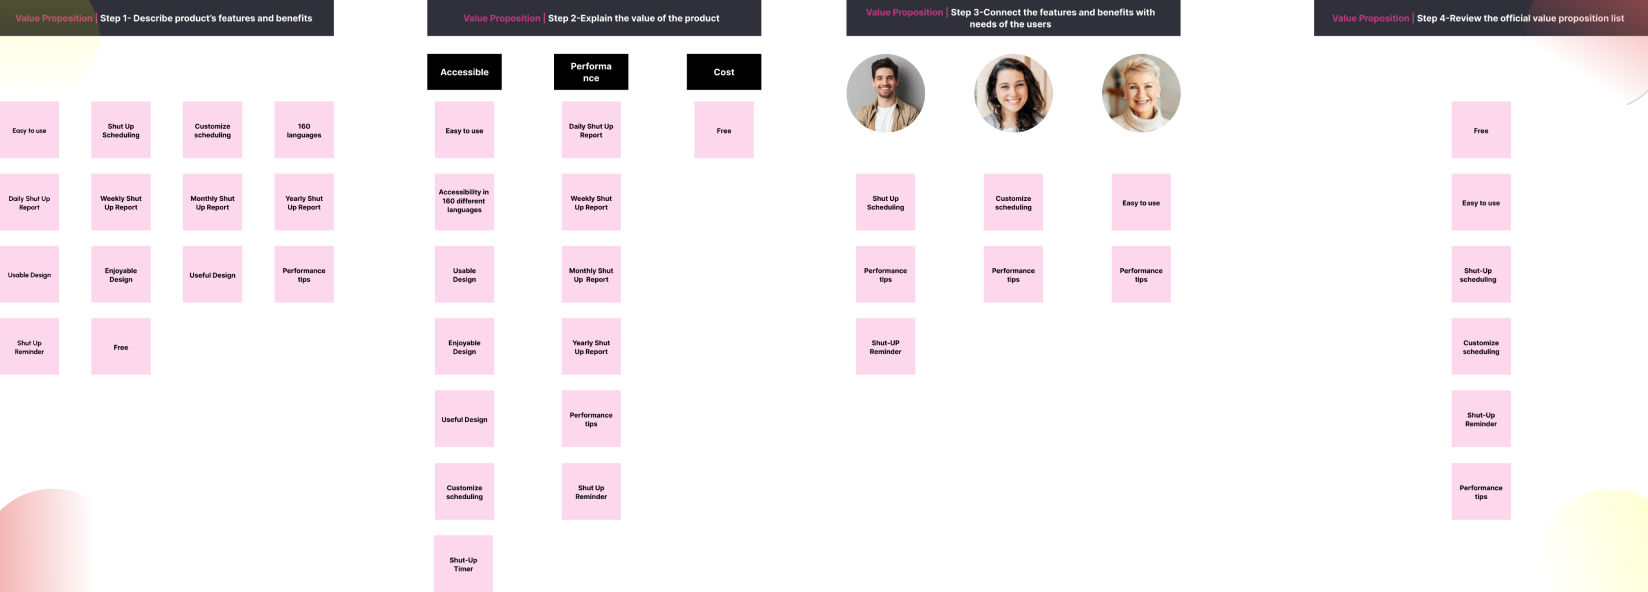 Value Proposition | Step 1- Describe product's features and benefits
Easy to use
Shut Up
Scheduling
Customize
scheduling
160
languages
Daily Shut Up
Report
Weekly Shut
Up Report
Monthly Shut
Up Report
Yearly Shut
Up Report
Usable Design
Enjoyable
Design
Useful Design
Performance
tips
Shut Up
Reminder
Free
Value Proposition | Step 2-Explain the value of the product
Accessible
Performa
nce
Cost
Easy to use
Daily Shut Up
Report
Free
Accessibility in
160 different
languages
Weekly Shut
Up Report
Usable
Design
Monthly Shut
Up  Report
Enjoyable
Design
Yearly Shut
Up Report
Useful Design
Performance
tips
Customize
scheduling
Shut Up
Reminder
Shut-Up
Timer
Value Proposition | Step 3-Connect the features and benefits with
needs of the users
Shut Up
Scheduling
Customize
scheduling
Easy to use
Performance
tips
Performance
tips
Performance
tips
Shut-UP
Reminder
Value Proposition | Step 4-Review the official value proposition list
Free
Easy to use
Shut-Up
scheduling
Customize
scheduling
Shut-Up
Reminder
Performance
tips